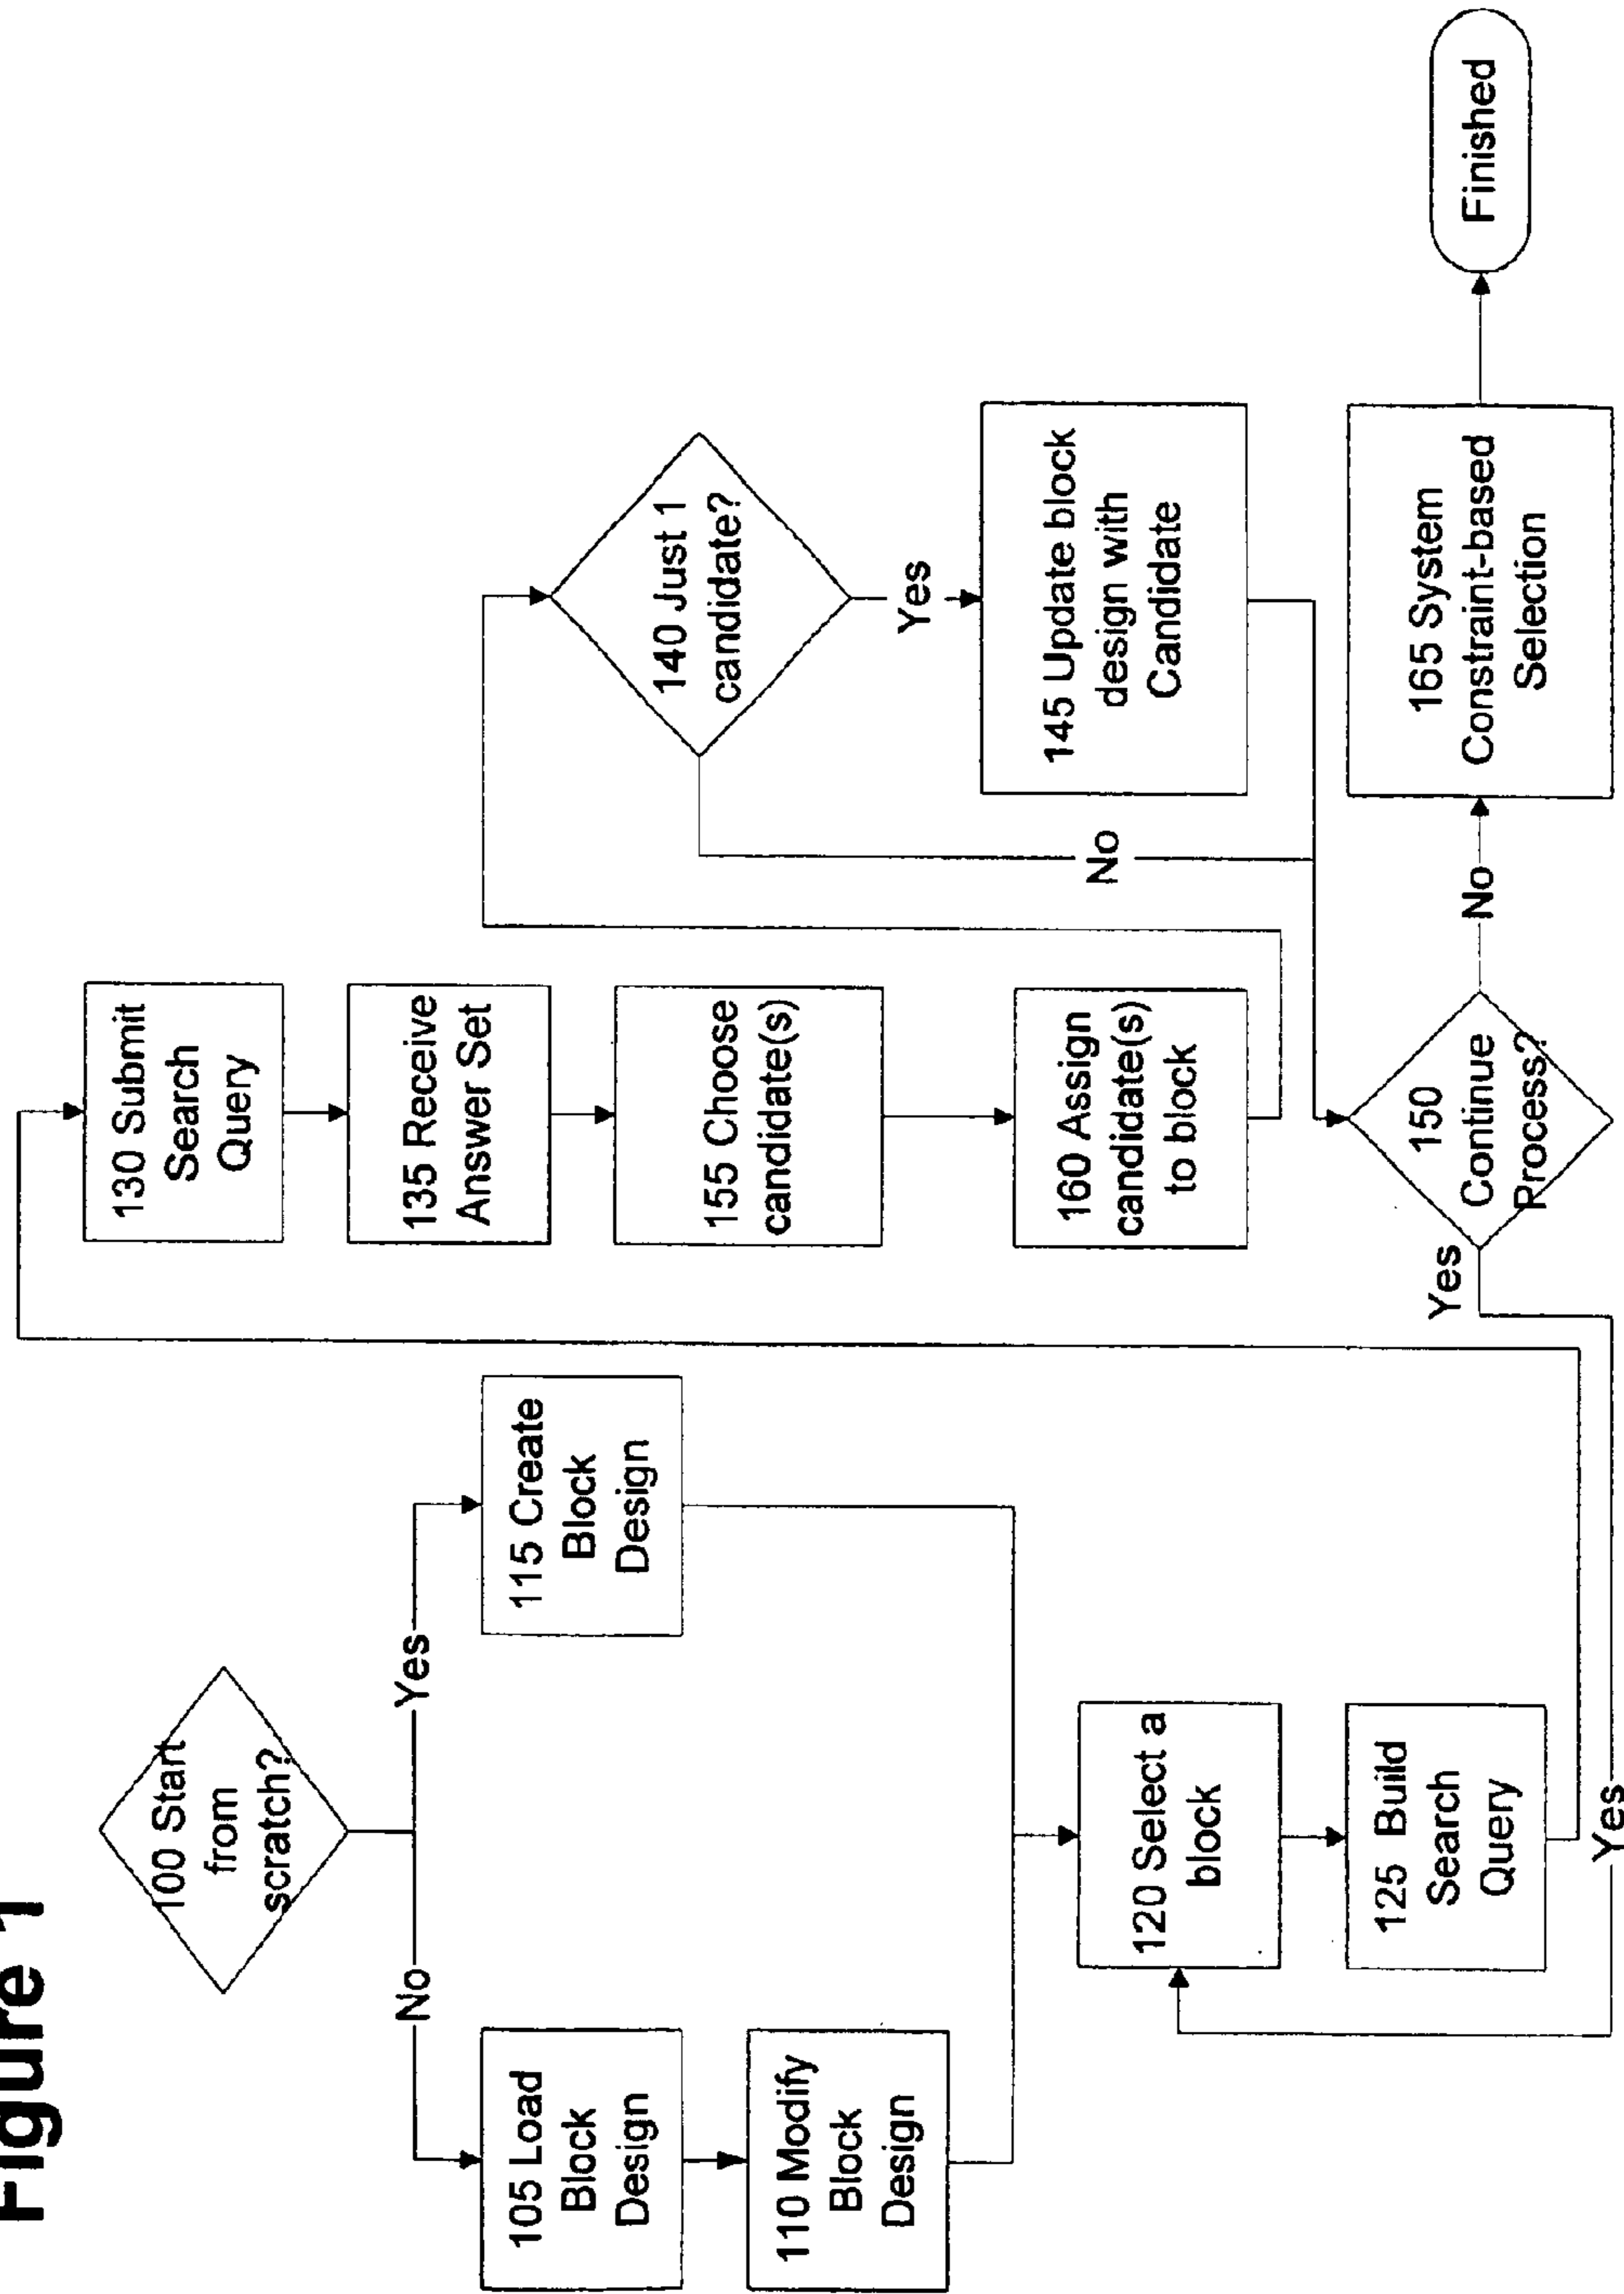 Figure 1
100 Start
from
scratch?
No
Yes
105 Load
Block
Design
110 Modify
Block
Design
115 Create
Block
Design
120 Select a
block
125 Build
Search
Query
Yes
130 Submit
Search
Query
135 Receive
Answer Set
155 Choose
candidate(s)
160 Assign
candidate(s)
to block
140 Just 1
candidate?
No
Yes
145 Update block
design with
Candidate
150
Continue
Process?
Yes
No
165 System
Constraint-based
Selection
Finished